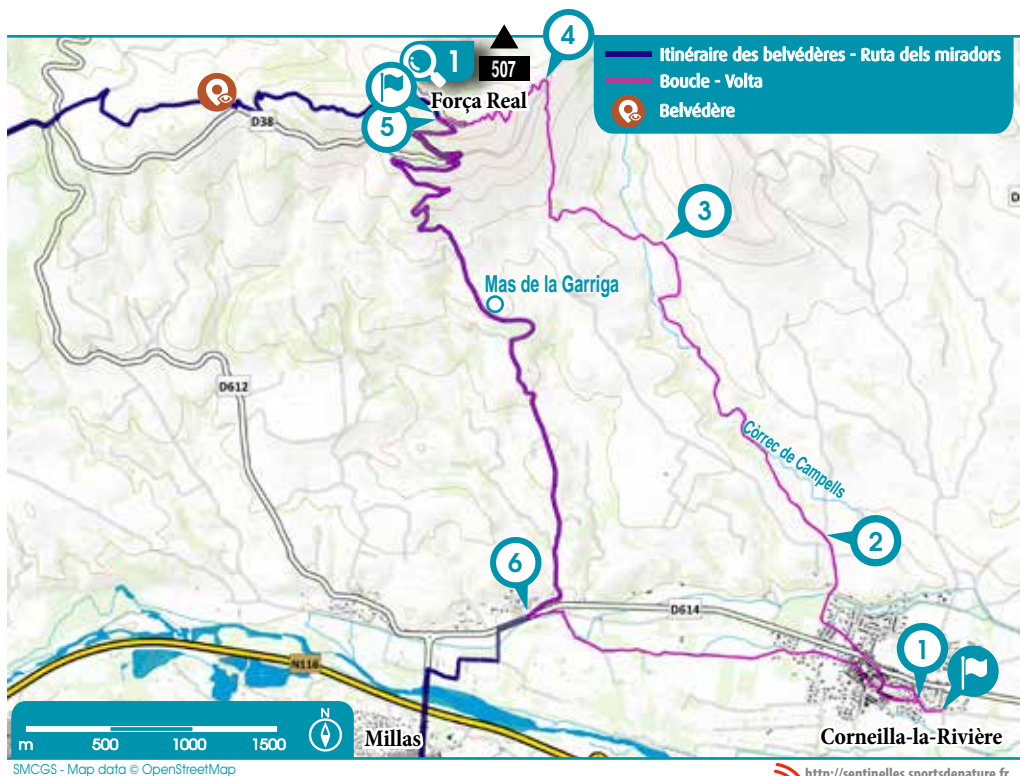 4
1
507
Força Real
5
Itinéraire des belvédères - Ruta dels miradors
Boucle - Volta
Belvédère
D38
3
D
Mas de la Garriga
D612
Còrrec de Campells
2
6
D614
1
N116
N
m 500 1000 1500
Millas
Corneilla-la-Rivière
SMCGS - Map data © OpenStreetMap
http://sentinelles.sportsdenature.fr